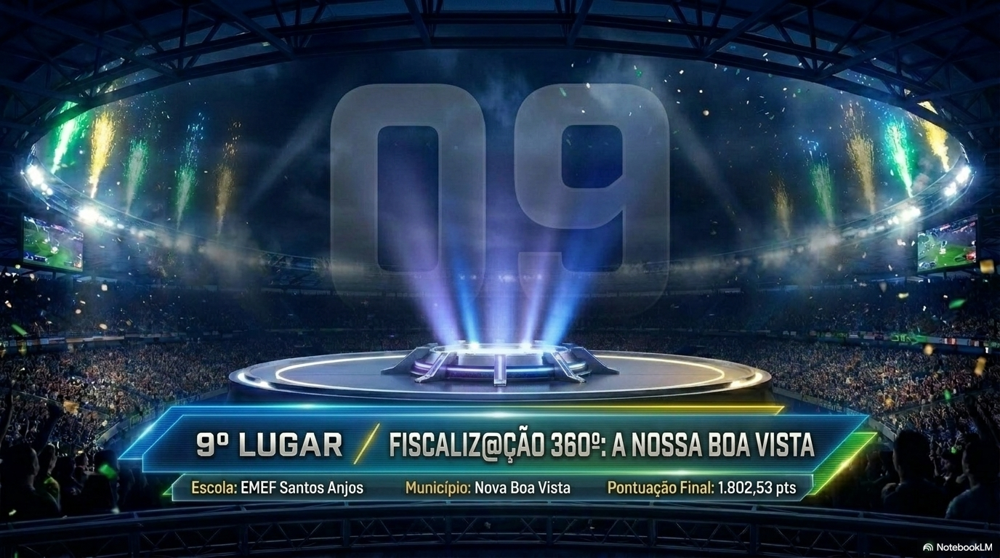 09
9º LUGAR / FISCALIZ@ÇÃO 360º: A NOSSA BOA VISTA
Escola: EMEF Santos Anjos Município: Nova Boa Vista Pontuação Final: 1.802,53 pts
NotebookLM